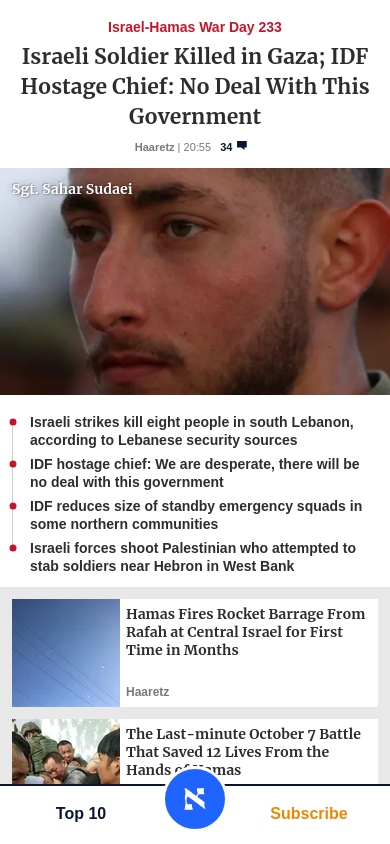 Israel-Hamas War Day 233
Israeli Soldier Killed in Gaza; IDF
Hostage Chief: No Deal With This
Government
Haaretz | 20:55 34
Sgt. Sahar Sudaei
Israeli strikes kill eight people in south Lebanon,
according to Lebanese security sources
IDF hostage chief: We are desperate, there will be
no deal with this government
IDF reduces size of standby emergency squads in
some northern communities
Israeli forces shoot Palestinian who attempted to
stab soldiers near Hebron in West Bank
Hamas Fires Rocket Barrage From
Rafah at Central Israel for First
Time in Months
Haaretz
The Last-minute October 7 Battle
That Saved 12 Lives From the
Hands of Hamas
Top 10
Subscribe